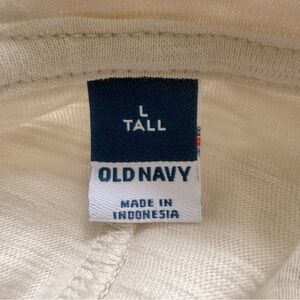 L
TALL
OLD NAVY
MADE IN
INDONESIA